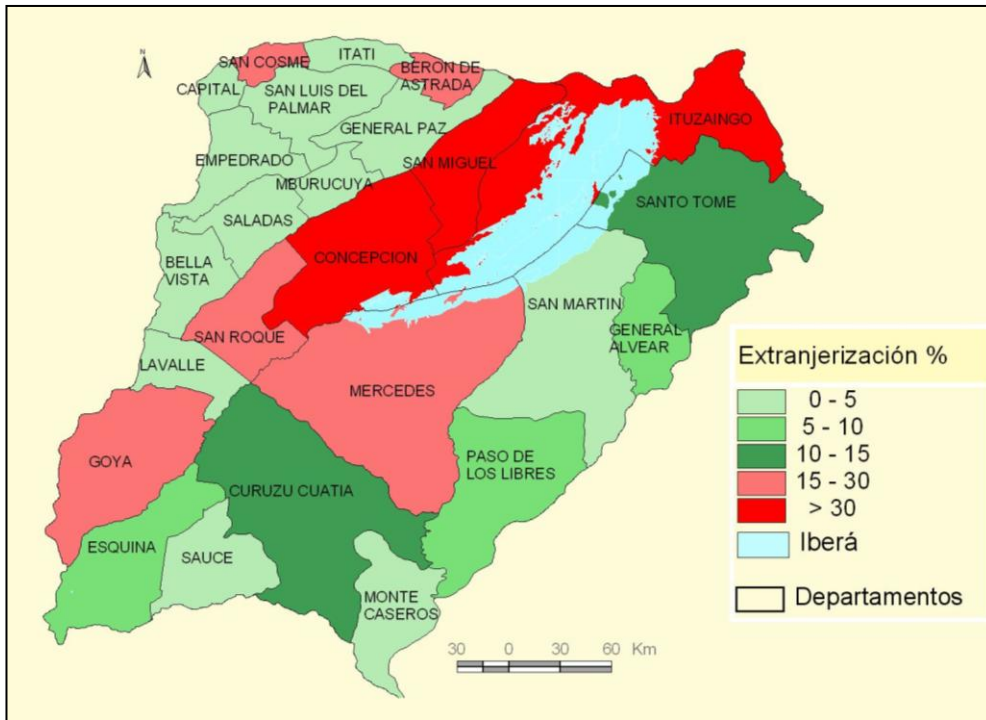 N
SAN COSME
ITATI
BERON DE
ASTRADA
CAPITAL
SAN LUIS DEL
PALMAR
GENERAL PAZ
ITUZAINGO
EMPEDRADO
SAN MIGUEL
MBURUCUYA
SANTO TOME
SALADAS
CONCEPCION
BELLA
VISTA
SAN MARTIN
SAN ROQUE
GENERAL
ALVEAR
LAVALLE
MERCEDES
GOYA
PASO DE
LOS LIBRES
CURUZU CUATIA
ESQUINA
SAUCE
MONTE
CASEROS
Extranjerización %
0 - 5
5 - 10
10 - 15
15 - 30
> 30
Iberá
Departamentos
30 0 30 60 Km